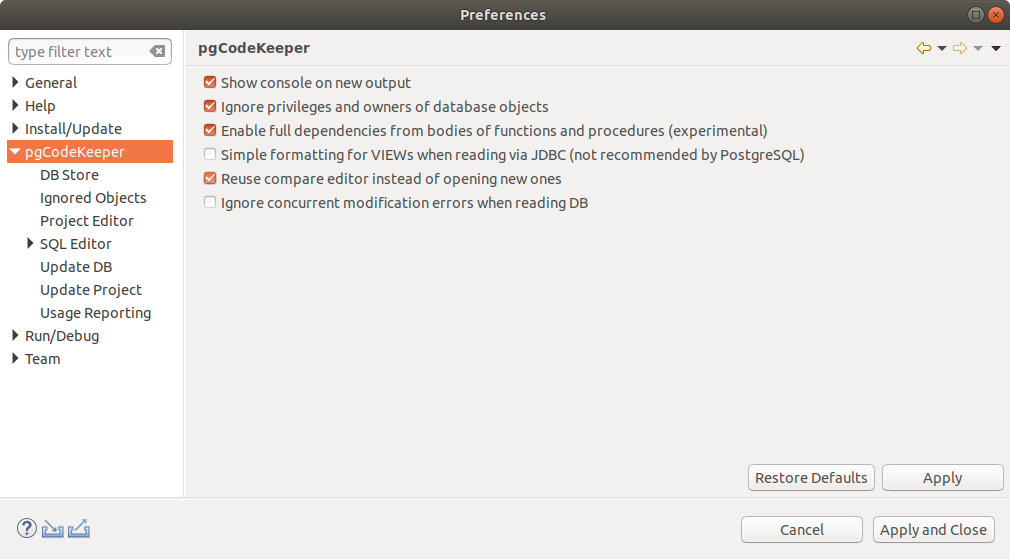 Preferences
type filter text
General
Help
Install/Update
pgCodeKeeper
DB Store
Ignored Objects
Project Editor
SQL Editor
Update DB
Update Project
Usage Reporting
Run/Debug
Team
pgCodeKeeper
Show console on new output
Ignore privileges and owners of database objects
Enable full dependencies from bodies of functions and procedures (experimental)
Simple formatting for VIEWs when reading via JDBC (not recommended by PostgreSQL)
Reuse compare editor instead of opening new ones
Ignore concurrent modification errors when reading DB
Restore Defaults
Apply
Cancel
Apply and Close